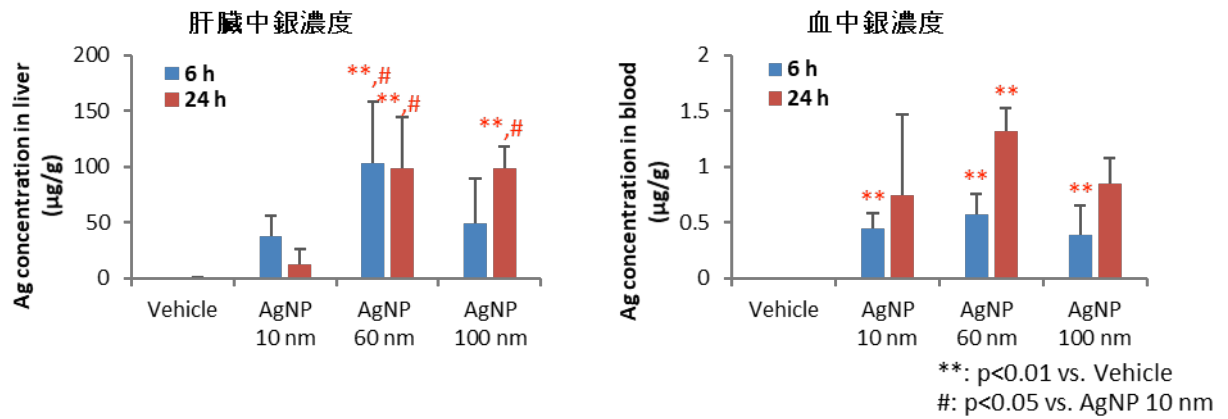 肝臓中銀濃度
Ag concentration in liver
(µg/g)
200
150
100
50
0
6 h
24 h
**,#
**,#
**,#
Vehicle
AgNP
10 nm
AgNP
60 nm
AgNP
100 nm
血中銀濃度
Ag concentration in blood
(µg/g)
2
1.5
1
0.5
0
6 h
24 h
**
**
**
**
Vehicle
AgNP
10 nm
AgNP
60 nm
AgNP
100 nm
**: p<0.01 vs. Vehicle
#: p<0.05 vs. AgNP 10 nm